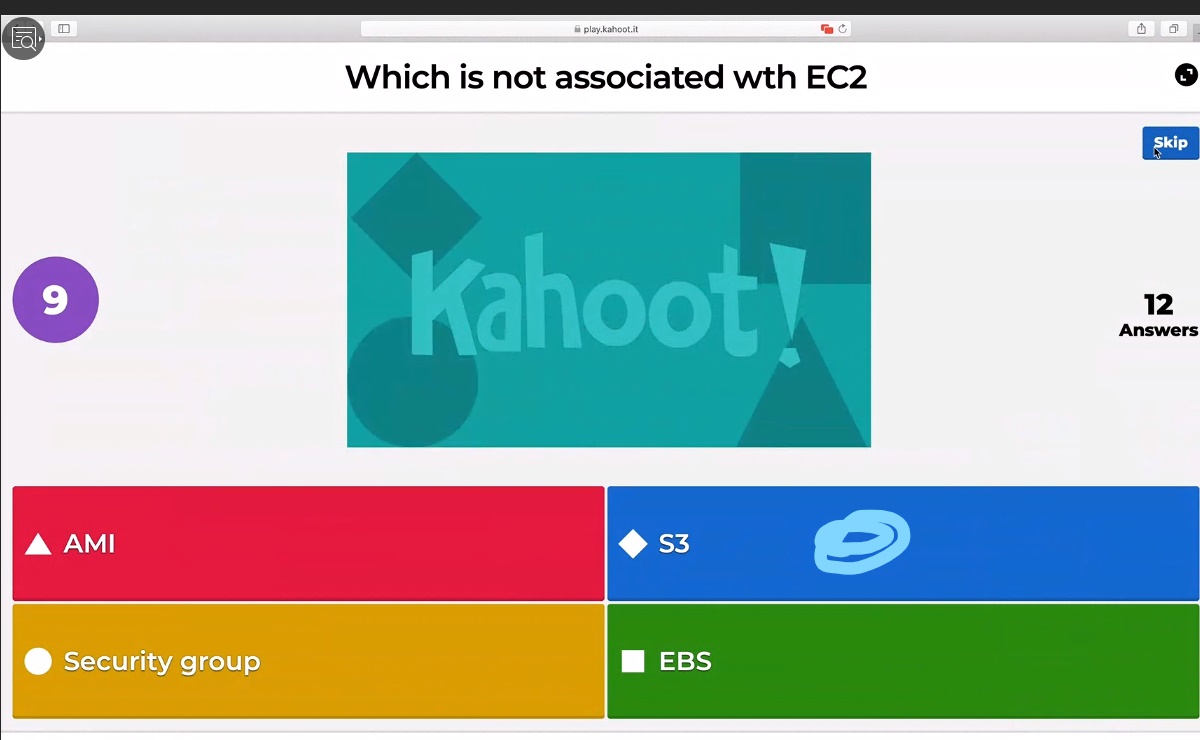 play.kahoot.it
Which is not associated wth EC2
Skip
Kahoot!
9
12
Answers
AMI
S3
Security group
EBS